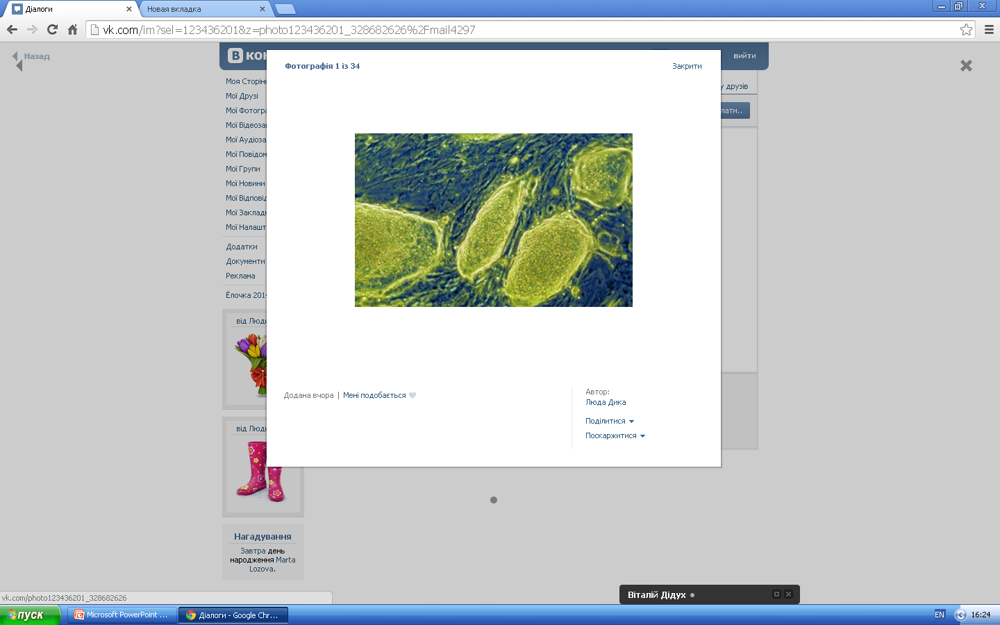 Діалоги
Новая вкладка
vk.com/im?sel=123436201&z=photo123436201_328682626%2Fmail4297
Назад
В кон
вийти
Фотографія 1 із 34
Закрити
Моя Сторін
у друзів
Мої Друзі
лати..
Мої Фотогра
Мої Відеоза
Мої Аудіоза
Мої Повідом
Мої Групи
Мої Новини
Мої Відповід
Мої Заклад
Мої Налашт
Додатки
Документи
Реклама
Ёлочка 201
від Люд
від Люд
Додана вчора | Мені подобається
Автор:
Люда Дика
Поділитися
Поскаржитися
Нагадування
Завтра день
народження Marta
Lozova.
Віталій Дідух
vk.com/photo123436201_328682626
пуск
Microsoft PowerPoint ...
Діалоги - Google Chr...
EN
16:24